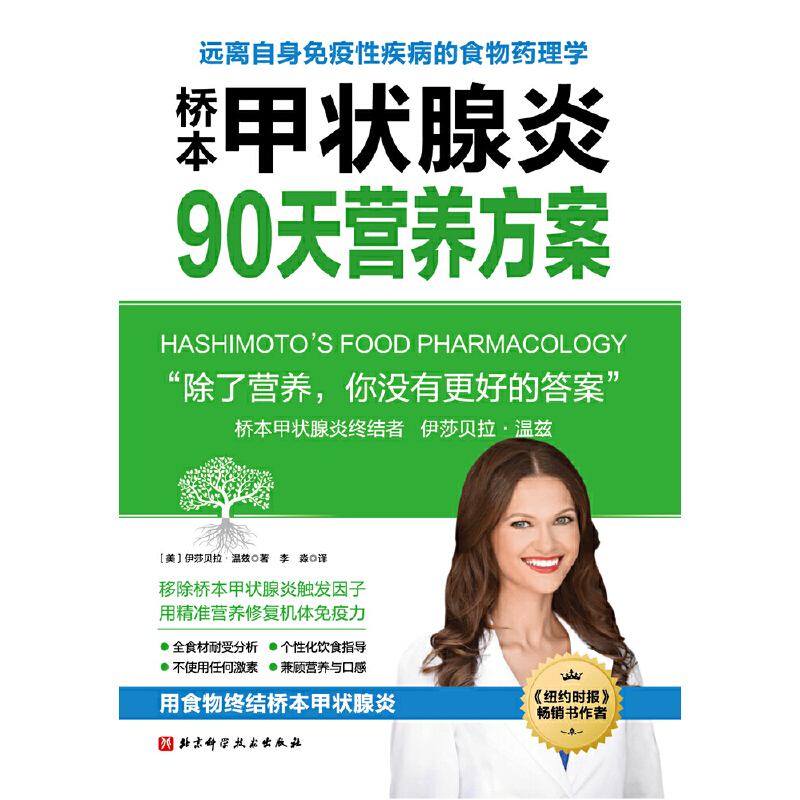 远离自身免疫性疾病的食物药理学
桥本甲状腺炎
90天营养方案
HASHIMOTO'S FOOD PHARMACOLOGY
“除了营养，你没有更好的答案”
桥本甲状腺炎终结者 伊莎贝拉·温兹
[美]伊莎贝拉·温兹◎著 李 淼◎译
移除桥本甲状腺炎触发因子
用精准营养修复机体免疫力
●全食材耐受分析 ●个性化饮食指导
●不使用任何激素 ●兼顾营养与口感
《纽约时报》
畅销书作者
用食物终结桥本甲状腺炎
北京科学技术出版社